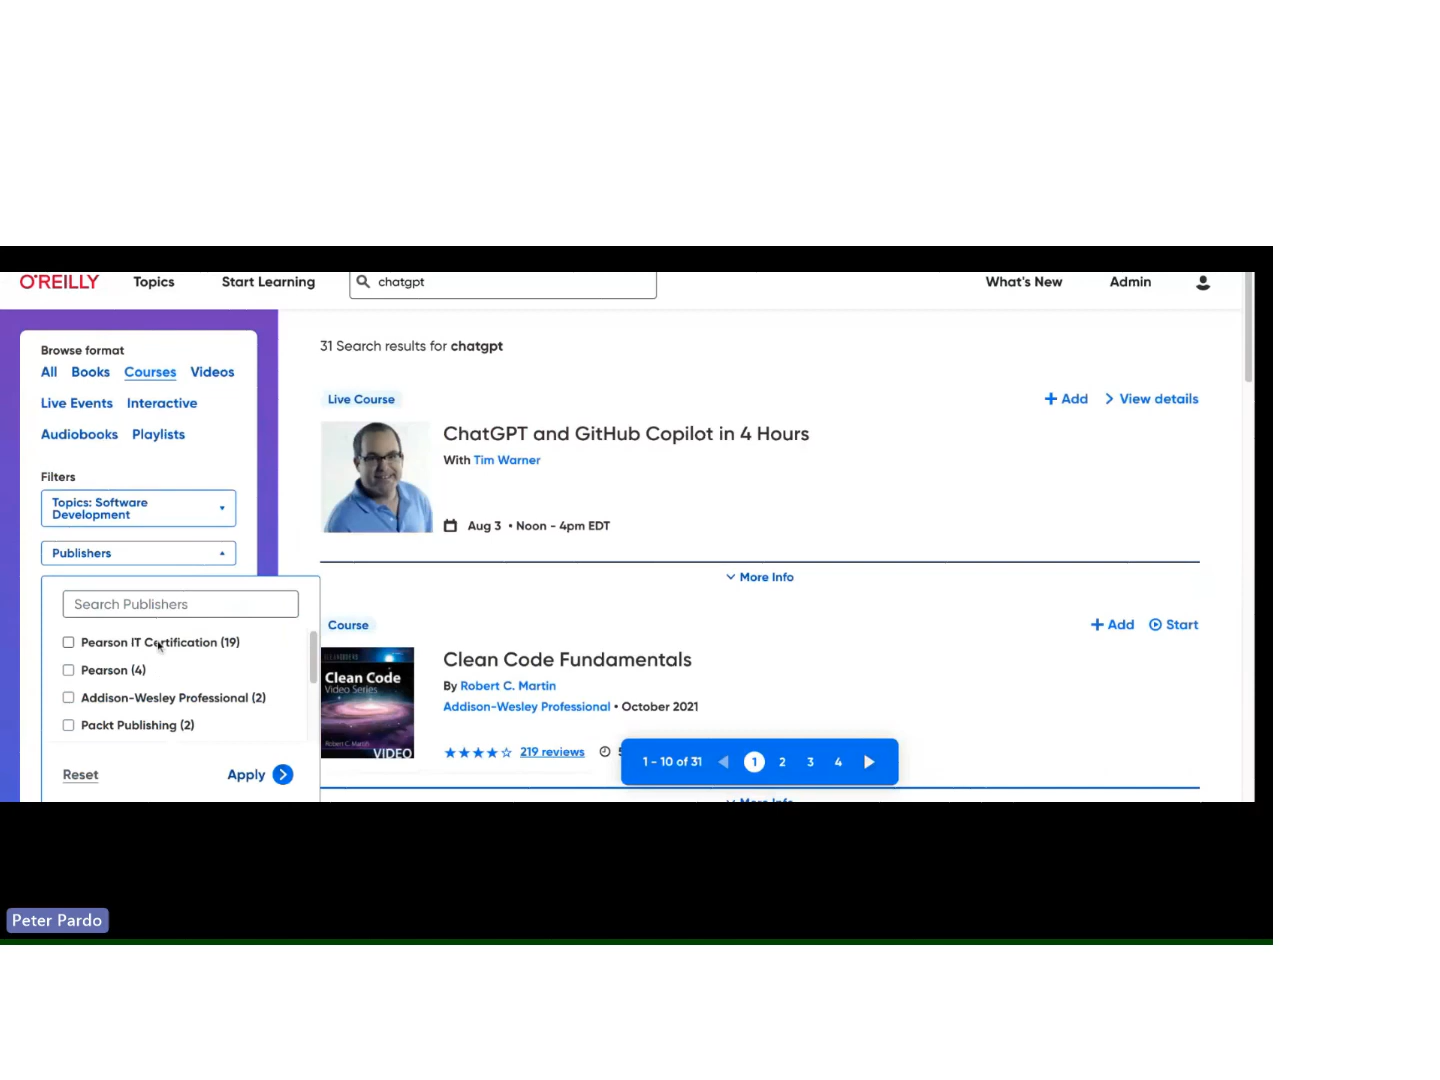 O'REILLY Topics Start Learning chatgpt What's New Admin
Browse format
All Books Courses Videos
Live Events Interactive
Audiobooks Playlists
Filters
Topics: Software
Development
Publishers
Search Publishers
Pearson IT Certification (19)
Pearson (4)
Addison-Wesley Professional (2)
Packt Publishing (2)
Reset Apply
31 Search results for chatgpt
Live Course + Add View details
ChatGPT and GitHub Copilot in 4 Hours
With Tim Warner
Aug 3 • Noon - 4pm EDT
More Info
Course + Add Start
Clean Code
Video Series
Robert C. Martin
VIDEO
Clean Code Fundamentals
By Robert C. Martin
Addison-Wesley Professional • October 2021
219 reviews
1 - 10 of 31 1 2 3 4
More Info
Peter Pardo